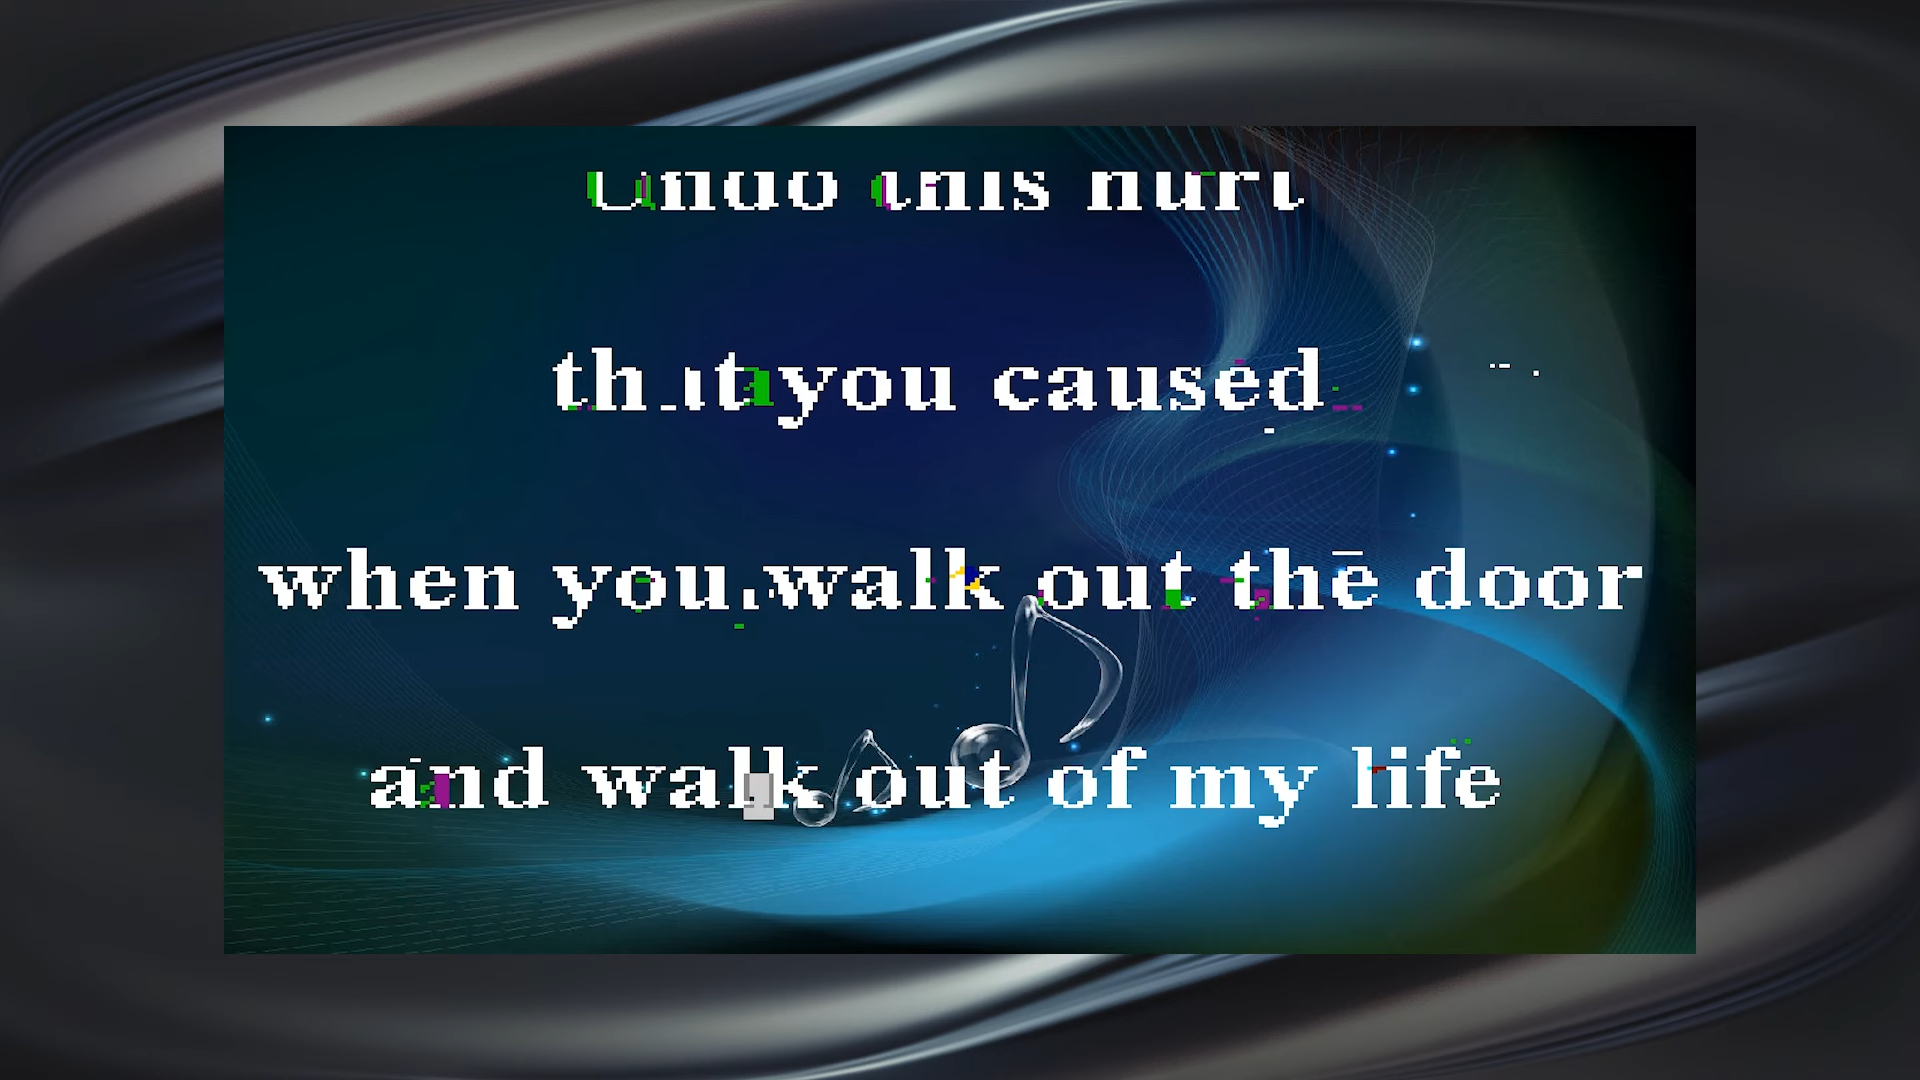 Undo this hurt
that you caused
when you walk out the door
and walk out of my life